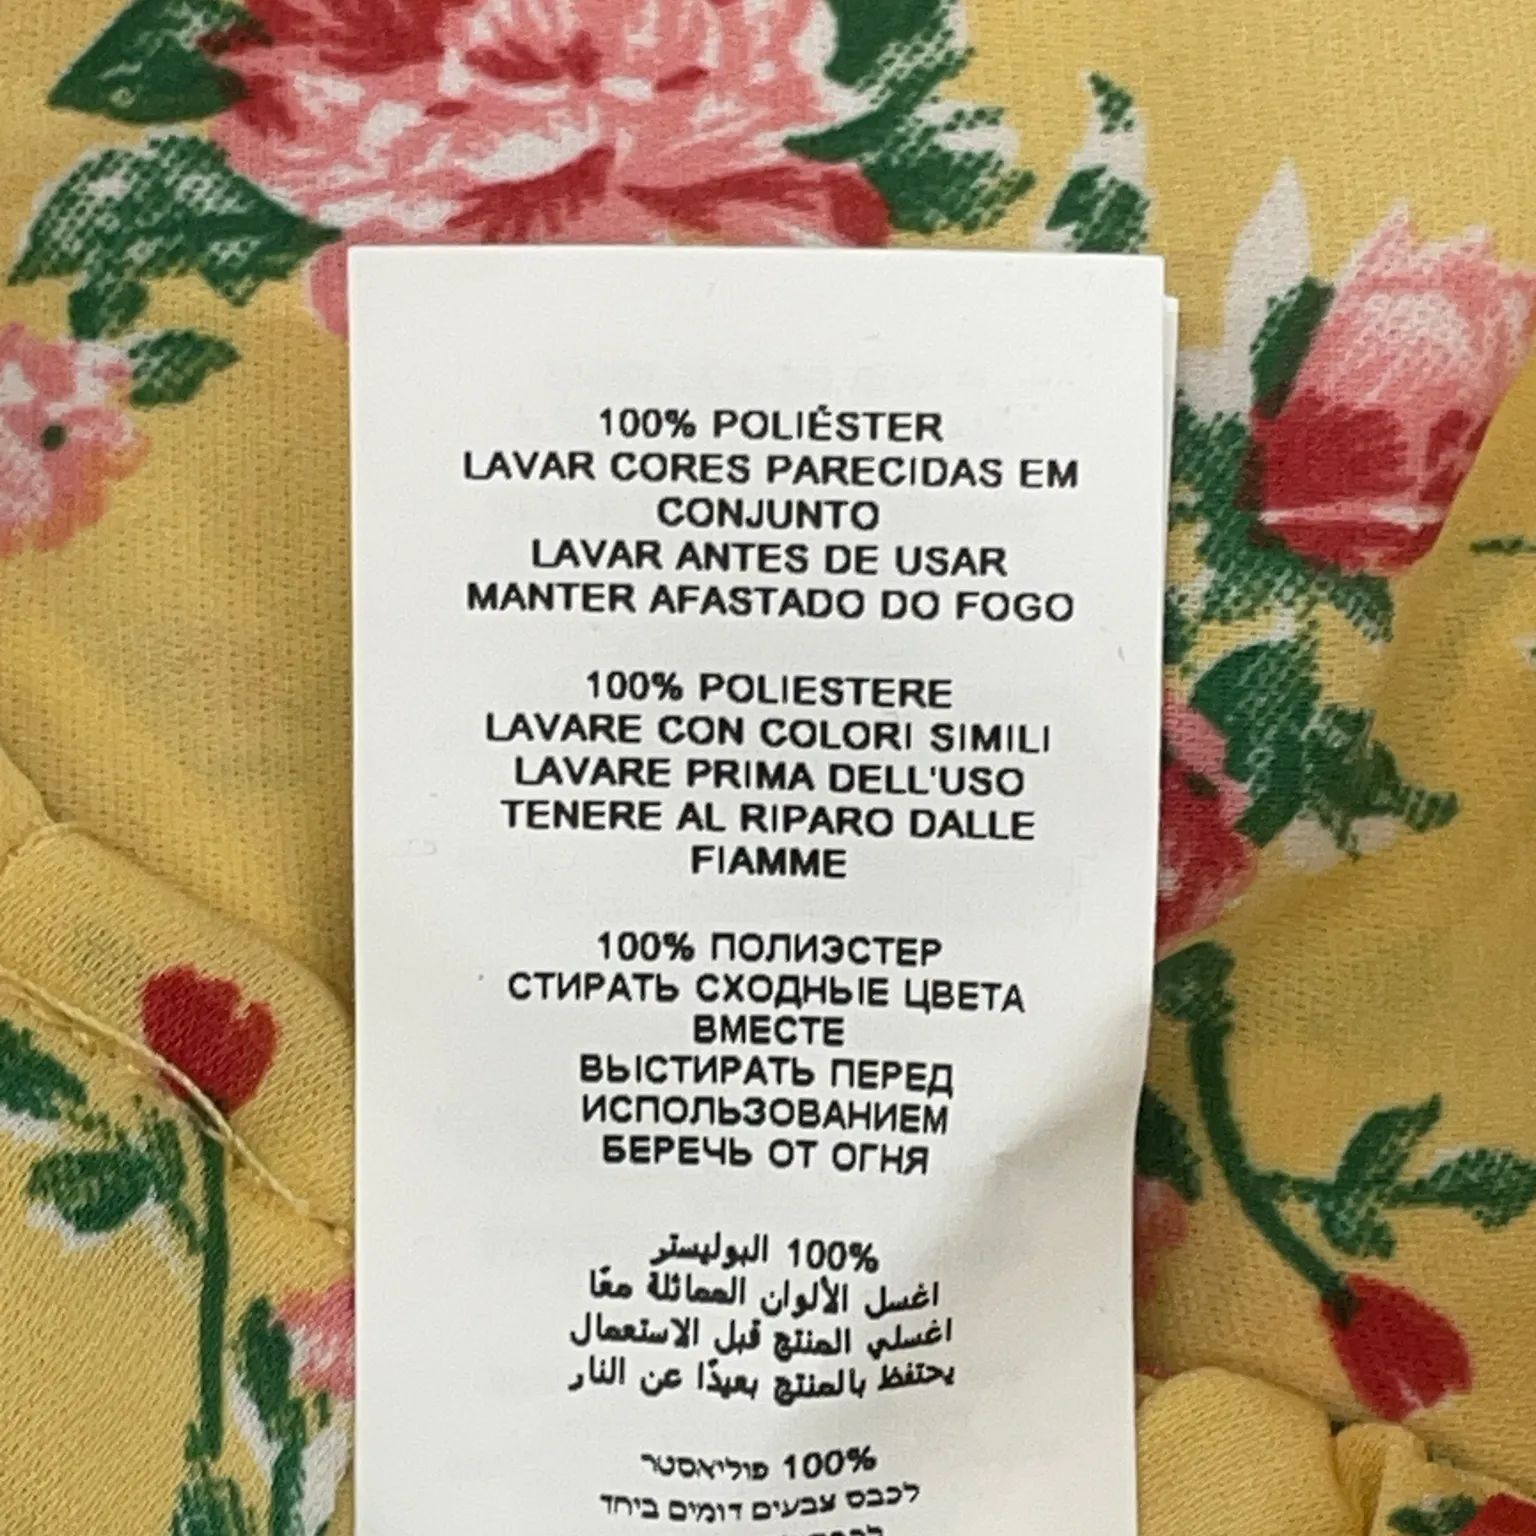 100% POLIÉSTER
LAVAR CORES PARECIDAS EM
CONJUNTO
LAVAR ANTES DE USAR
MANTER AFASTADO DO FOGO
100% POLIESTERE
LAVARE CON COLORI SIMILI
LAVARE PRIMA DELL'USO
TENERE AL RIPARO DALLE
FIAMME
100% ПОЛИЭСТЕР
СТИРАТЬ СХОДНЫЕ ЦВЕТА
ВМЕСТЕ
ВЫСТИРАТЬ ПЕРЕД
ИСПОЛЬЗОВАНИЕМ
БЕРЕЧЬ ОТ ОГНЯ
100% البوليستر
اغسل الألوان المماثلة معًا
اغسلي المنتج قبل الاستعمال
يحتفظ بالمنتج بعيدًا عن النار
100% פוליאסטר
לכבס צבעים דומים ביחד